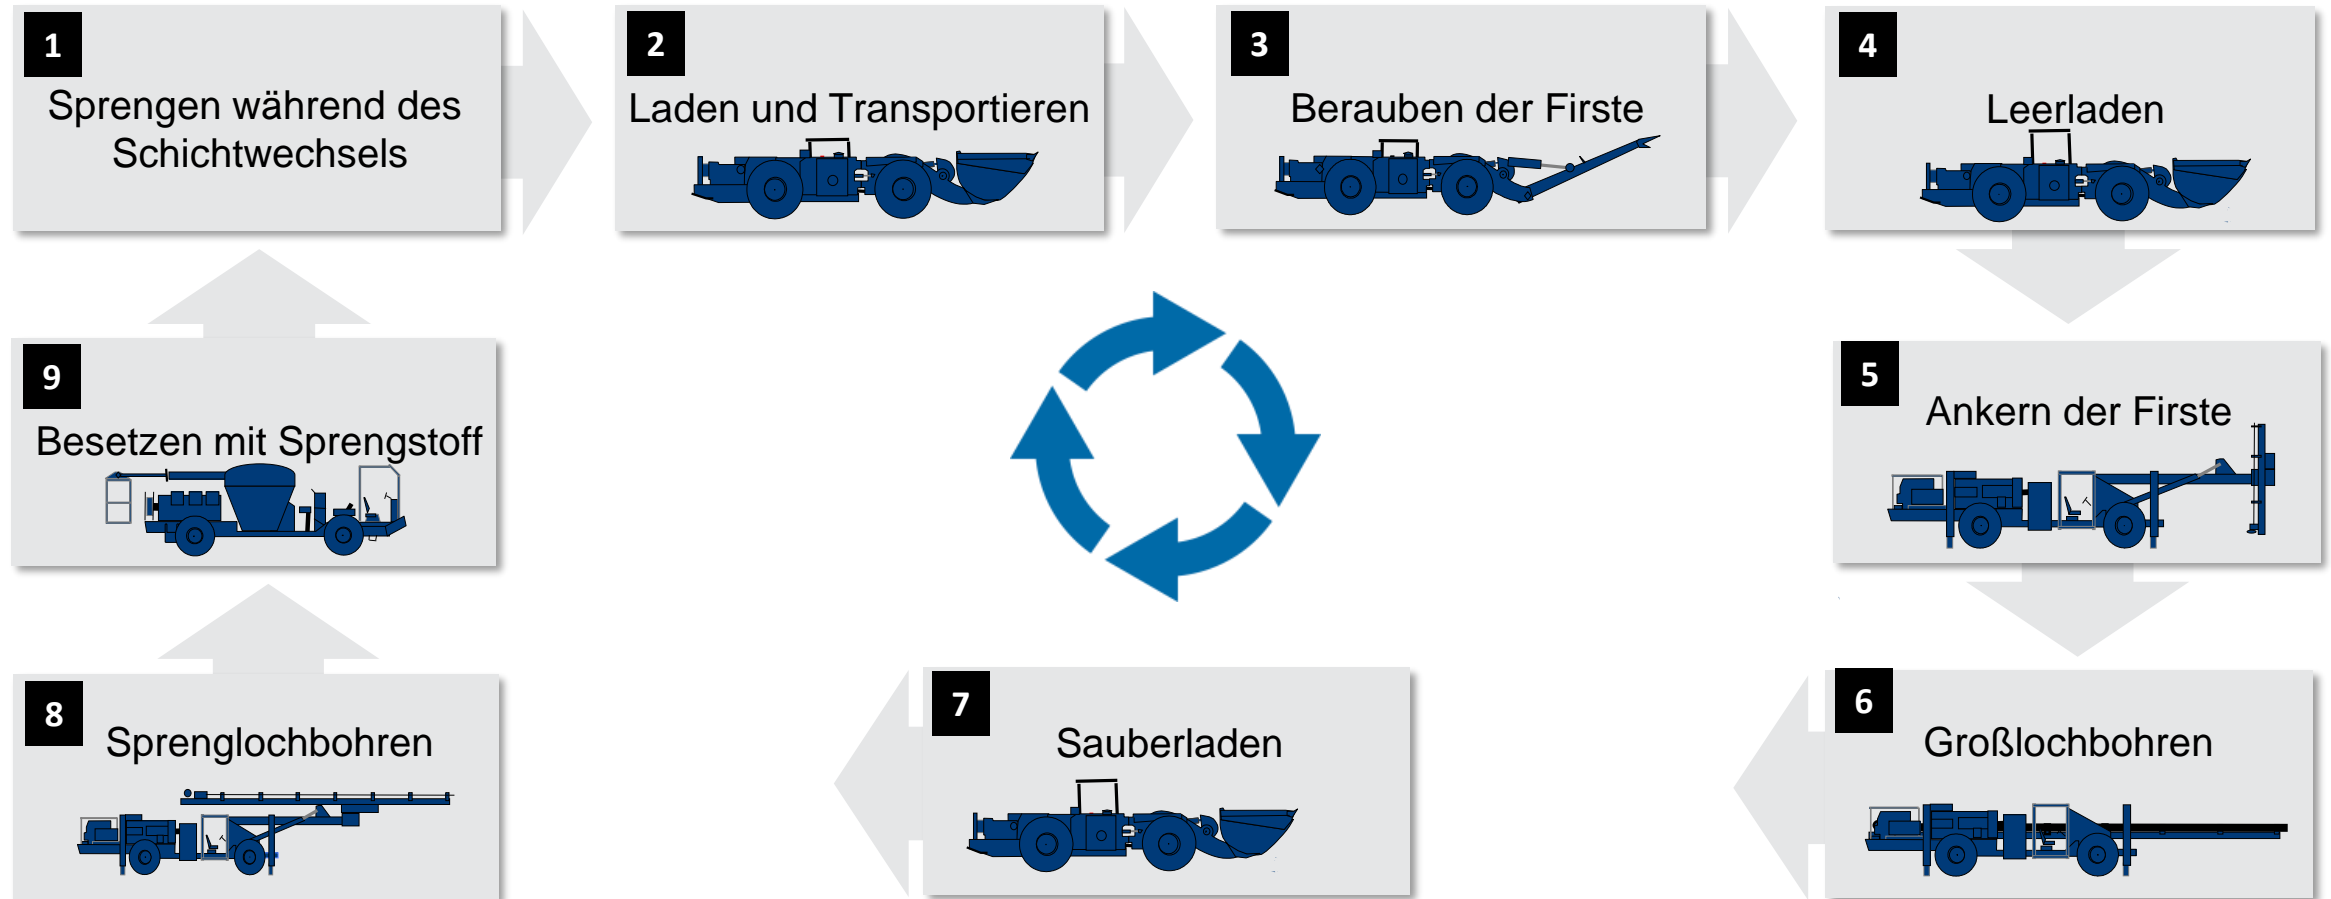 1
Sprengen während des
Schichtwechsels
2
Laden und Transportieren
3
Berauben der Firste
4
Leerladen
5
Ankern der Firste
6
Großlochbohren
7
Sauberladen
8
Sprenglochbohren
9
Besetzen mit Sprengstoff